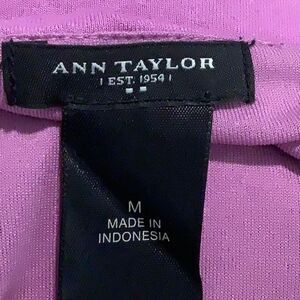 ANN TAYLOR
| EST. 1954 |
M
MADE IN
INDONESIA